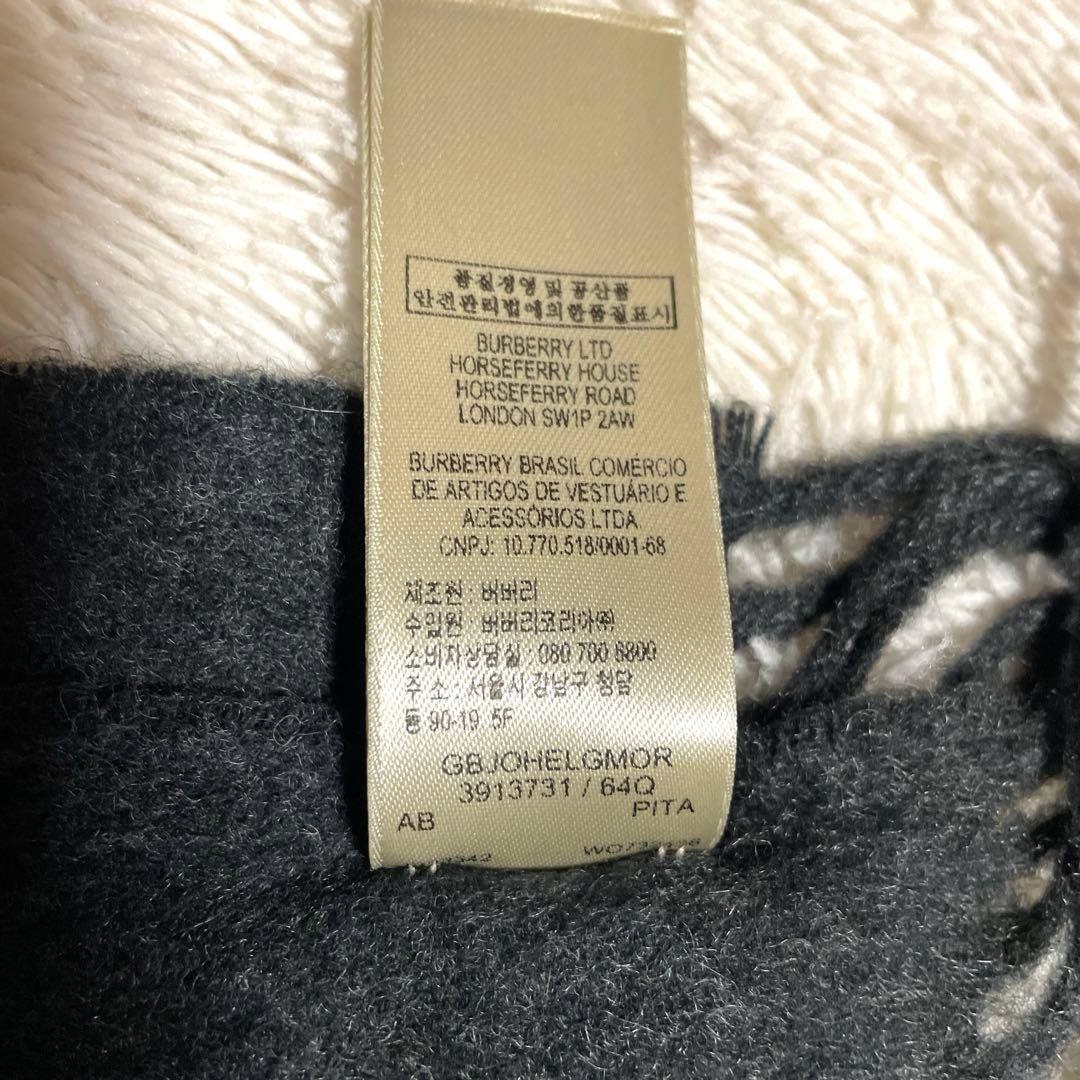 품질경영 및 공산품
안전관리법에의한품질표시
BURBERRY LTD
HORSEFERRY HOUSE
HORSEFERRY ROAD
LONDON SW1P 2AW
BURBERRY BRASIL COMÉRCIO
DE ARTIGOS DE VESTUÁRIO E
ACESSÓRIOS LTDA
CNPJ: 10.770.518/0001-68
제조원 : 버버리
수입원 버버리코리아㈜
소비자상담실 : 080 700 6800
주 소 : 서울시 강남구 청담
동 90-19 5F
GBJOHELGMOR
3913731 / 64Q
AB PITA